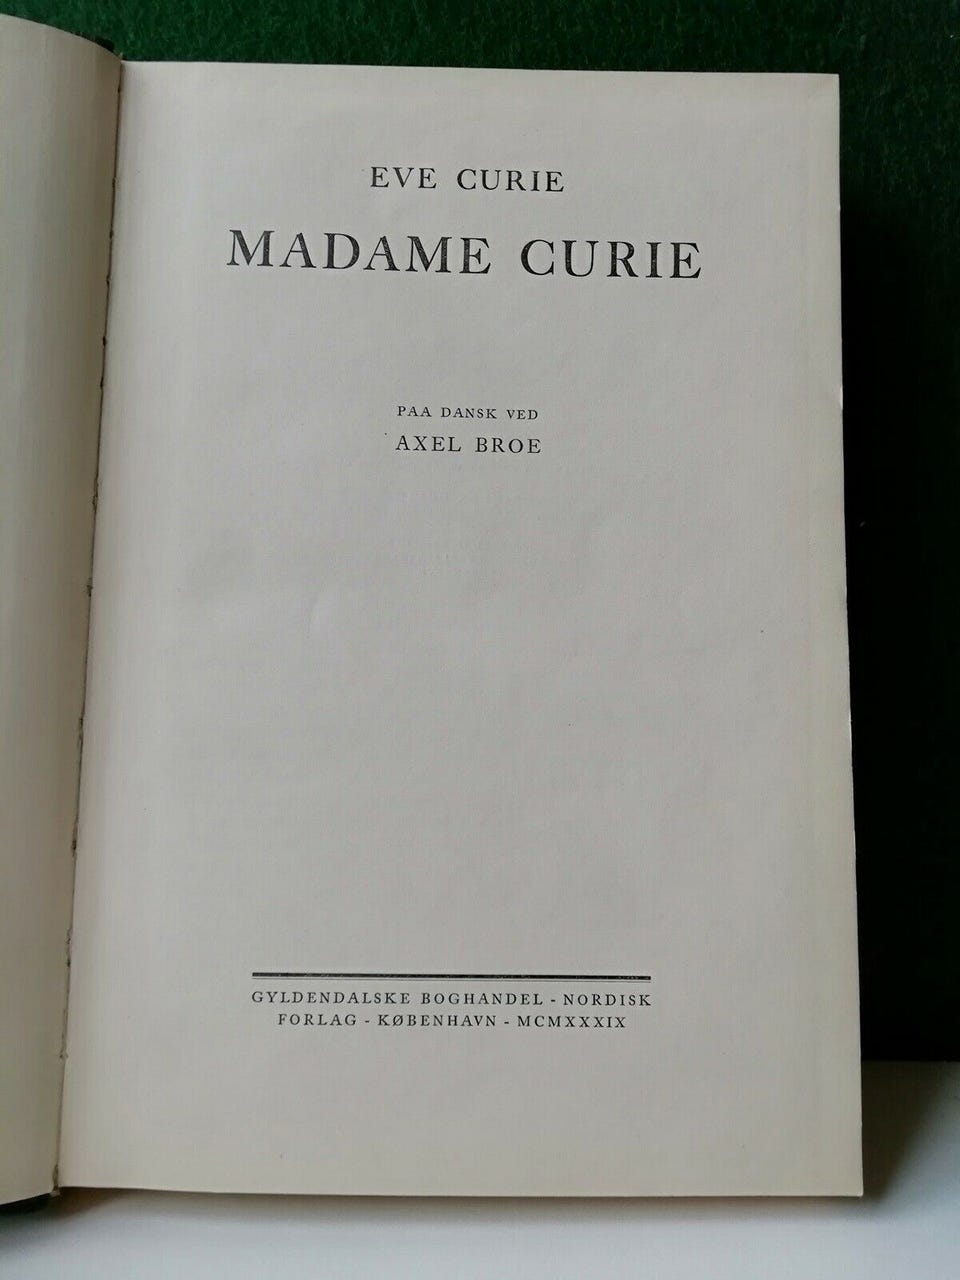 EVE CURIE
MADAME CURIE
PAA DANSK VED
AXEL BROE
GYLDENDALSKE BOGHANDEL - NORDISK
FORLAG - KØBENHAVN - MCMXXXIX